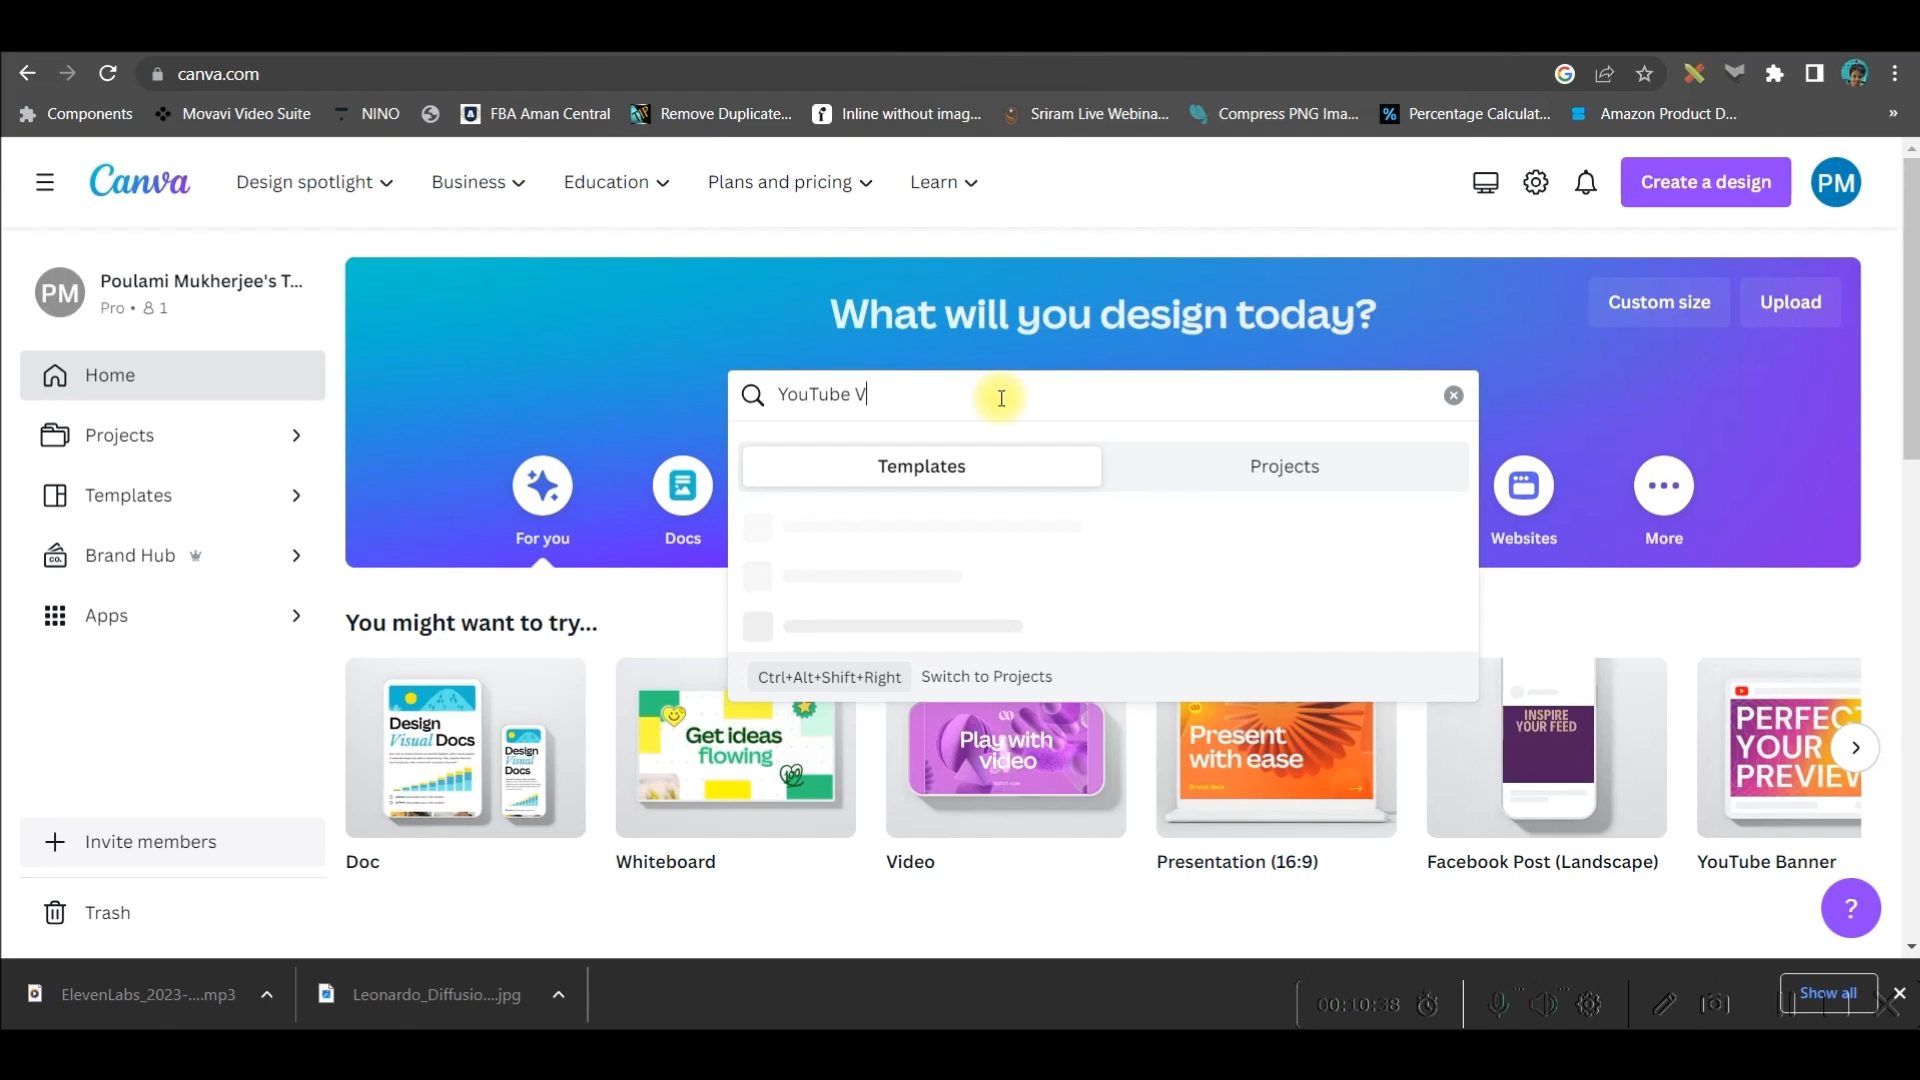 canva.com
Components
Movavi Video Suite
NINO
FBA Aman Central
Remove Duplicate...
Inline without imag...
Sriram Live Webina...
Compress PNG Ima...
Percentage Calculat...
Amazon Product D...
»
Canva
Design spotlight
Business
Education
Plans and pricing
Learn
Create a design
PM
PM
Poulami Mukherjee's T...
Pro • 1
Home
Projects
Templates
Brand Hub
Apps
Invite members
Trash
What will you design today?
Custom size
Upload
YouTube V
Templates
Projects
Ctrl+Alt+Shift+Right Switch to Projects
For you
Docs
Websites
More
You might want to try...
Design
Visual Docs
Design
Visual
Docs
Doc
Get ideas
flowing
100
Whiteboard
Play with
video
Video
Present
with ease
Presentation (16:9)
INSPIRE
YOUR FEED
Facebook Post (Landscape)
PERFECT
YOUR
PREVIEW
YouTube Banner
?
ElevenLabs_2023-....mp3
Leonardo_Diffusio....jpg
00:10:38
Show all